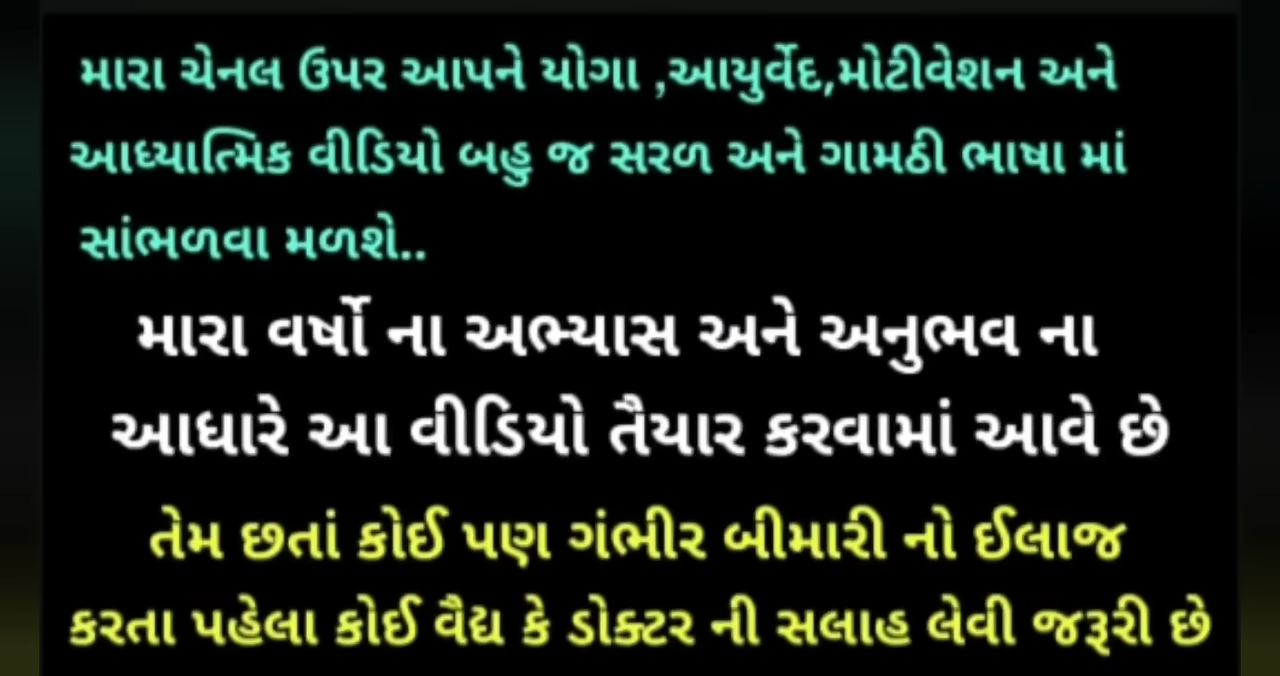 મારા ચેનલ ઉપર આપને યોગા ,આયુર્વેદ,મોટીવેશન અને
આધ્યાત્મિક વીડિયો બહુ જ સરળ અને ગામઠી ભાષા માં
સાંભળવા મળશે..
મારા વર્ષો ના અભ્યાસ અને અનુભવ ના
આધારે આ વીડિયો તૈયાર કરવામાં આવે છે
તેમ છતાં કોઈ પણ ગંભીર બીમારી નો ઈલાજ
કરતા પહેલા કોઈ વૈદ્ય કે ડોક્ટર ની સલાહ લેવી જરૂરી છે